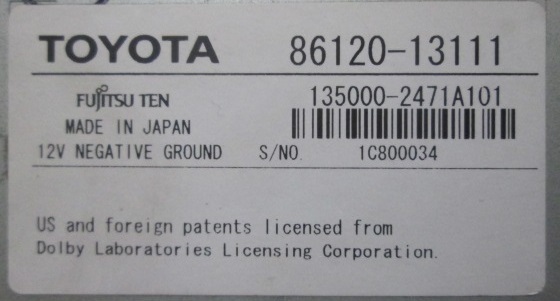 TOYOTA 86120-13111
FUJITSU TEN 135000-2471A101
MADE IN JAPAN
12V NEGATIVE GROUND S/NO. 1C800034
US and foreign patents licensed from
Dolby Laboratories Licensing Corporation.